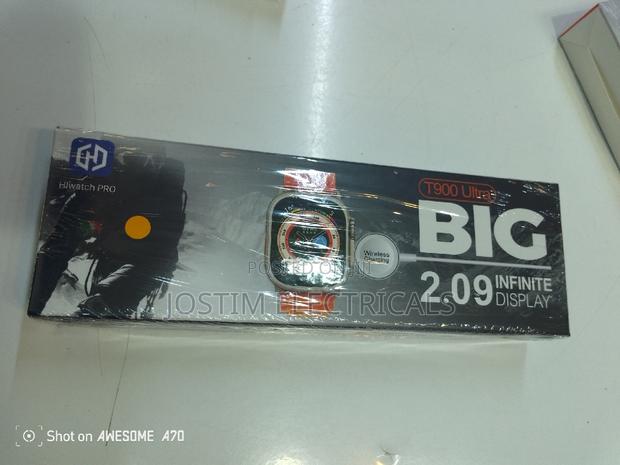 Hiwatch PRO
T900 Ultra
BIG
Wireless
Charging
2.09 INFINITE
DISPLAY
POSTED ON JIJI
JOSTIM ELECTRICALS
Shot on AWESOME A70